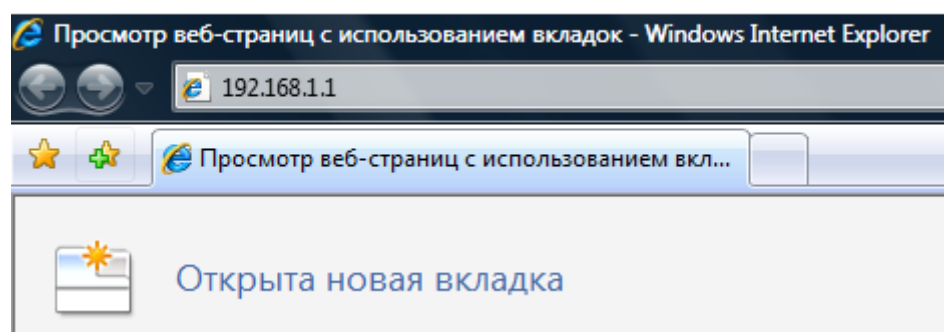 Просмотр веб-страниц с использованием вкладок - Windows Internet Explorer
192.168.1.1
Просмотр веб-страниц с использованием вкл...
Открыта новая вкладка